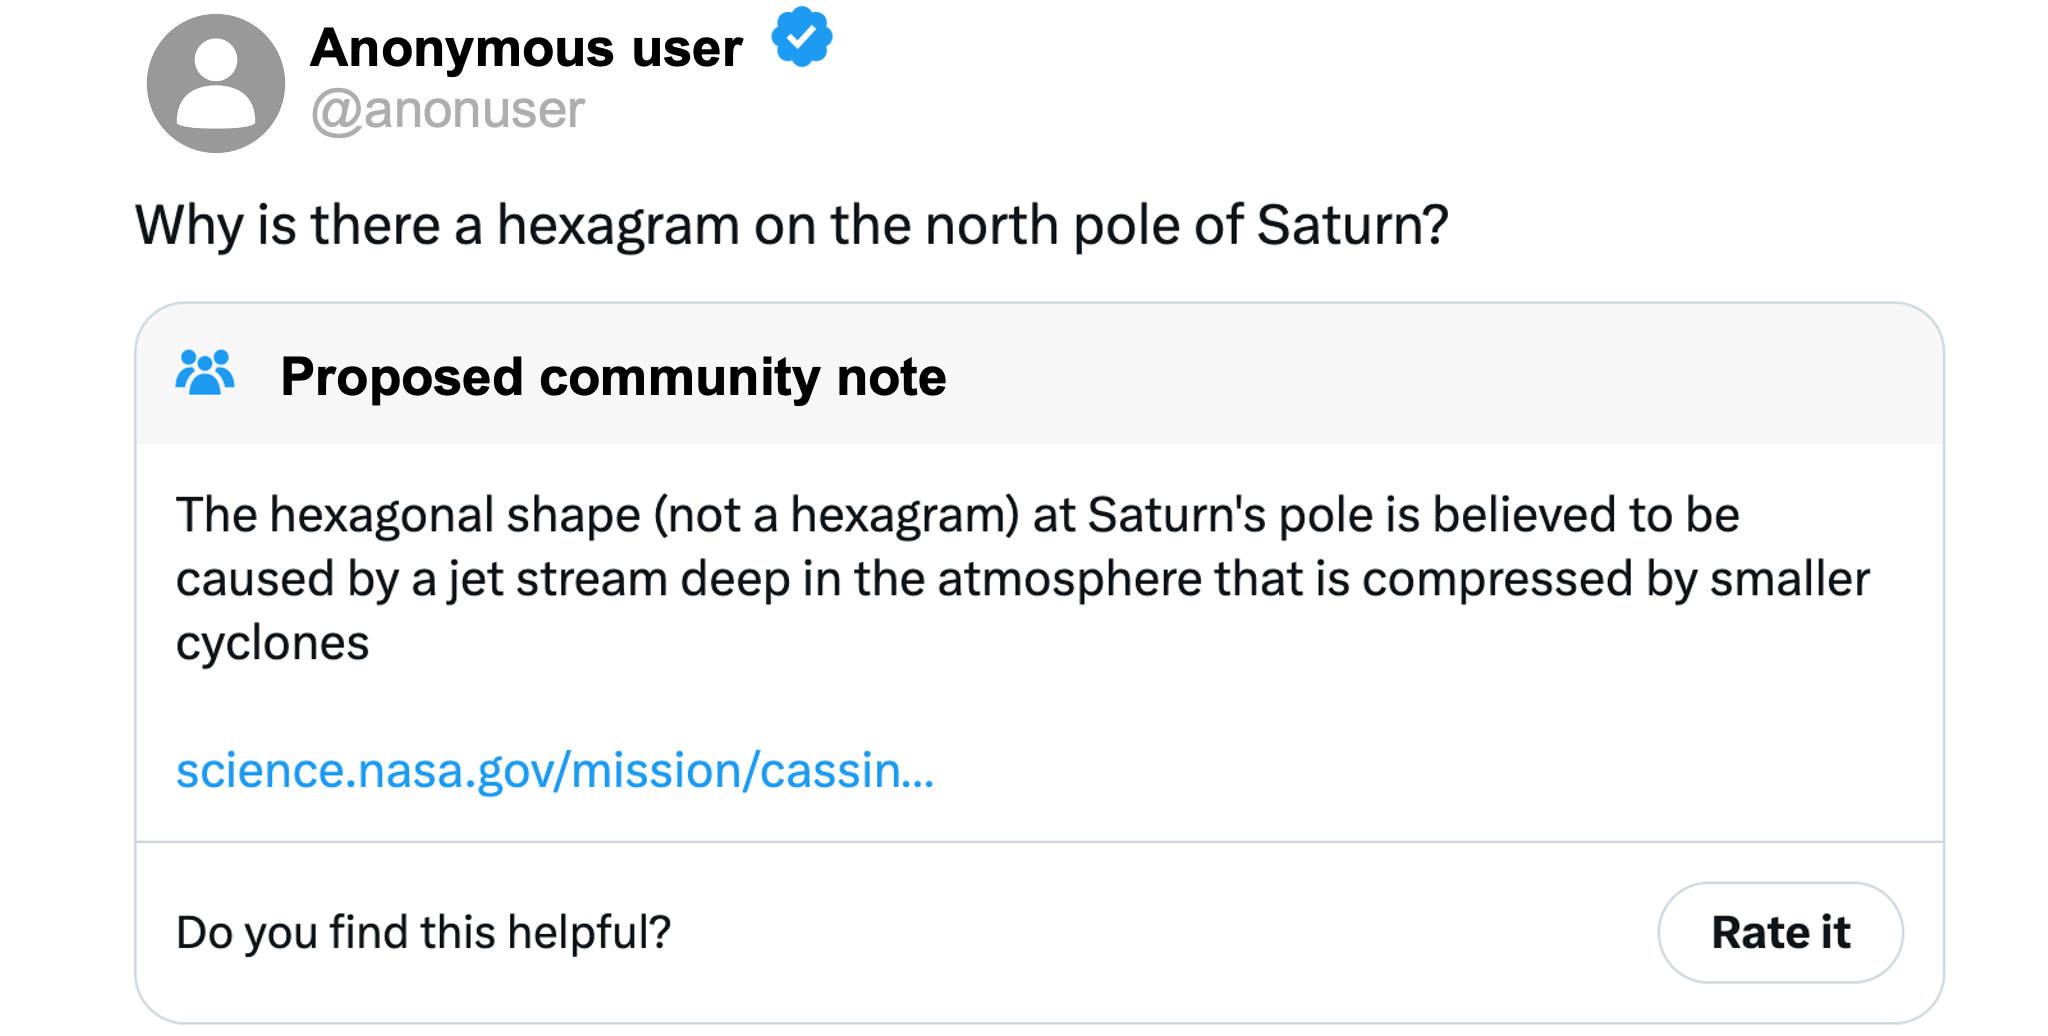 Anonymous user
@anonuser
Why is there a hexagram on the north pole of Saturn?
Proposed community note
The hexagonal shape (not a hexagram) at Saturn's pole is believed to be
caused by a jet stream deep in the atmosphere that is compressed by smaller
cyclones
science.nasa.gov/mission/cassin...
Do you find this helpful?
Rate it